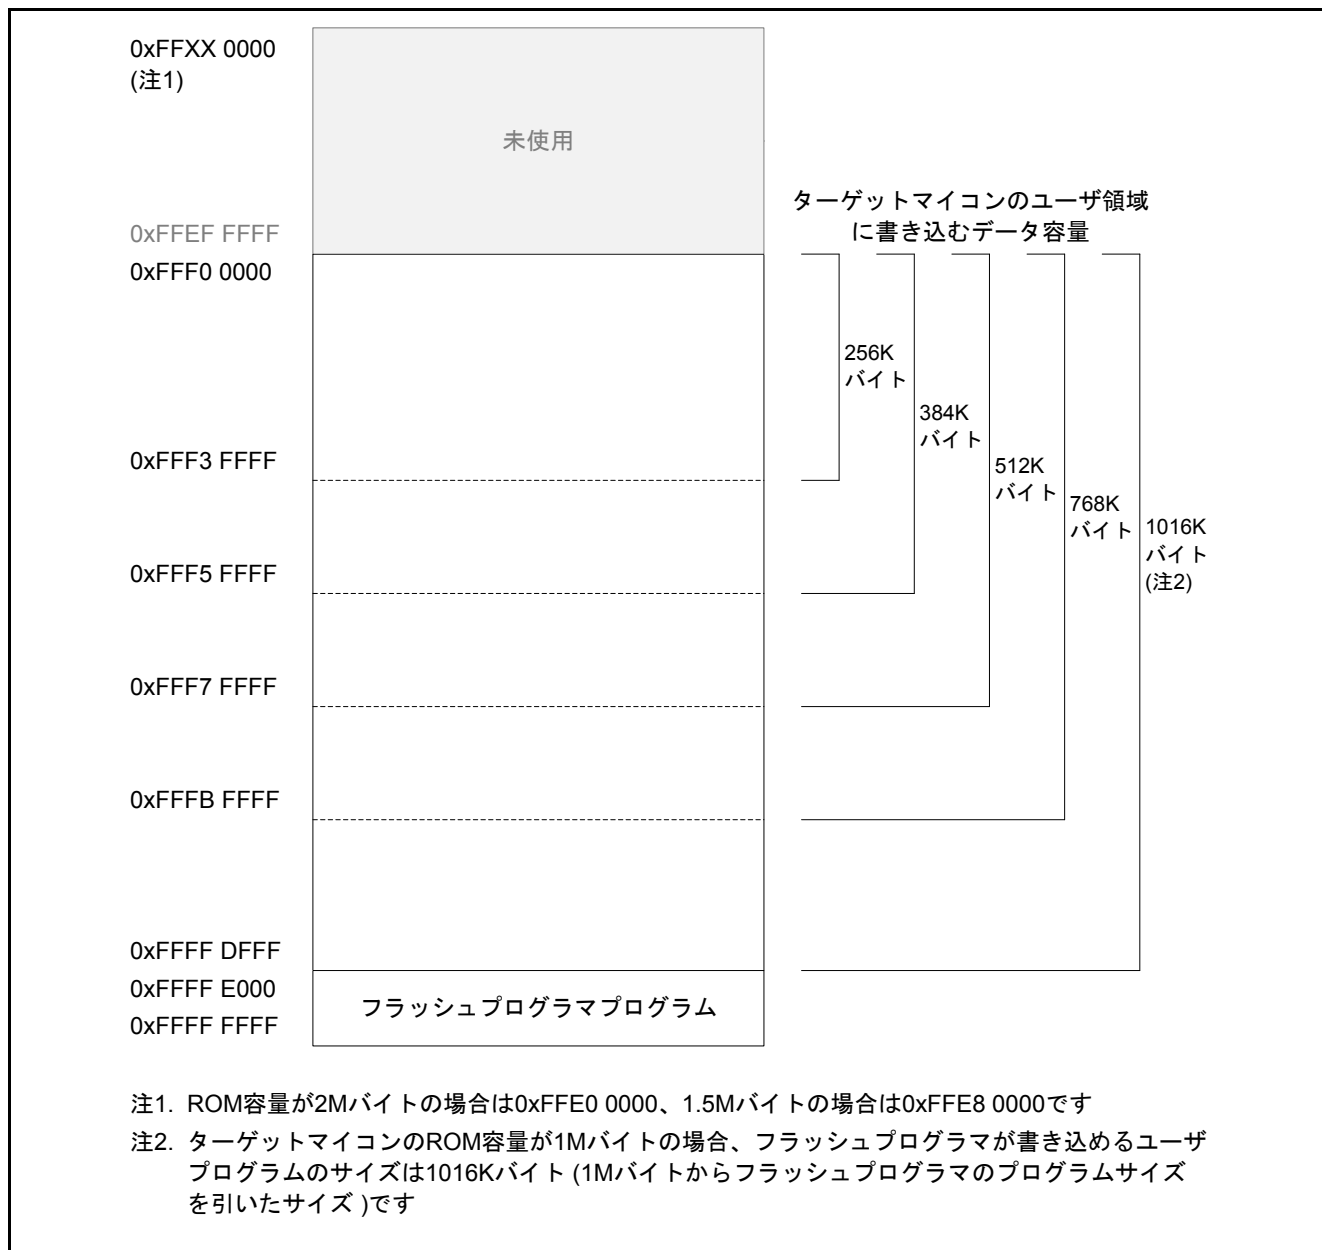 0xFFXX 0000
(注1)
未使用
0xFFEF FFFF
0xFFF0 0000
ターゲットマイコンのユーザ領域
に書き込むデータ容量
256K
バイト
384K
バイト
512K
バイト
768K
バイト
1016K
バイト
(注2)
0xFFF3 FFFF
0xFFF5 FFFF
0xFFF7 FFFF
0xFFFB FFFF
0xFFFF DFFF
0xFFFF E000
0xFFFF FFFF
フラッシュプログラマプログラム
注1. ROM容量が2Mバイトの場合は0xFFE0 0000、1.5Mバイトの場合は0xFFE8 0000です
注2. ターゲットマイコンのROM容量が1Mバイトの場合、フラッシュプログラマが書き込めるユーザ
プログラムのサイズは1016Kバイト (1Mバイトからフラッシュプログラマのプログラムサイズ
を引いたサイズ )です